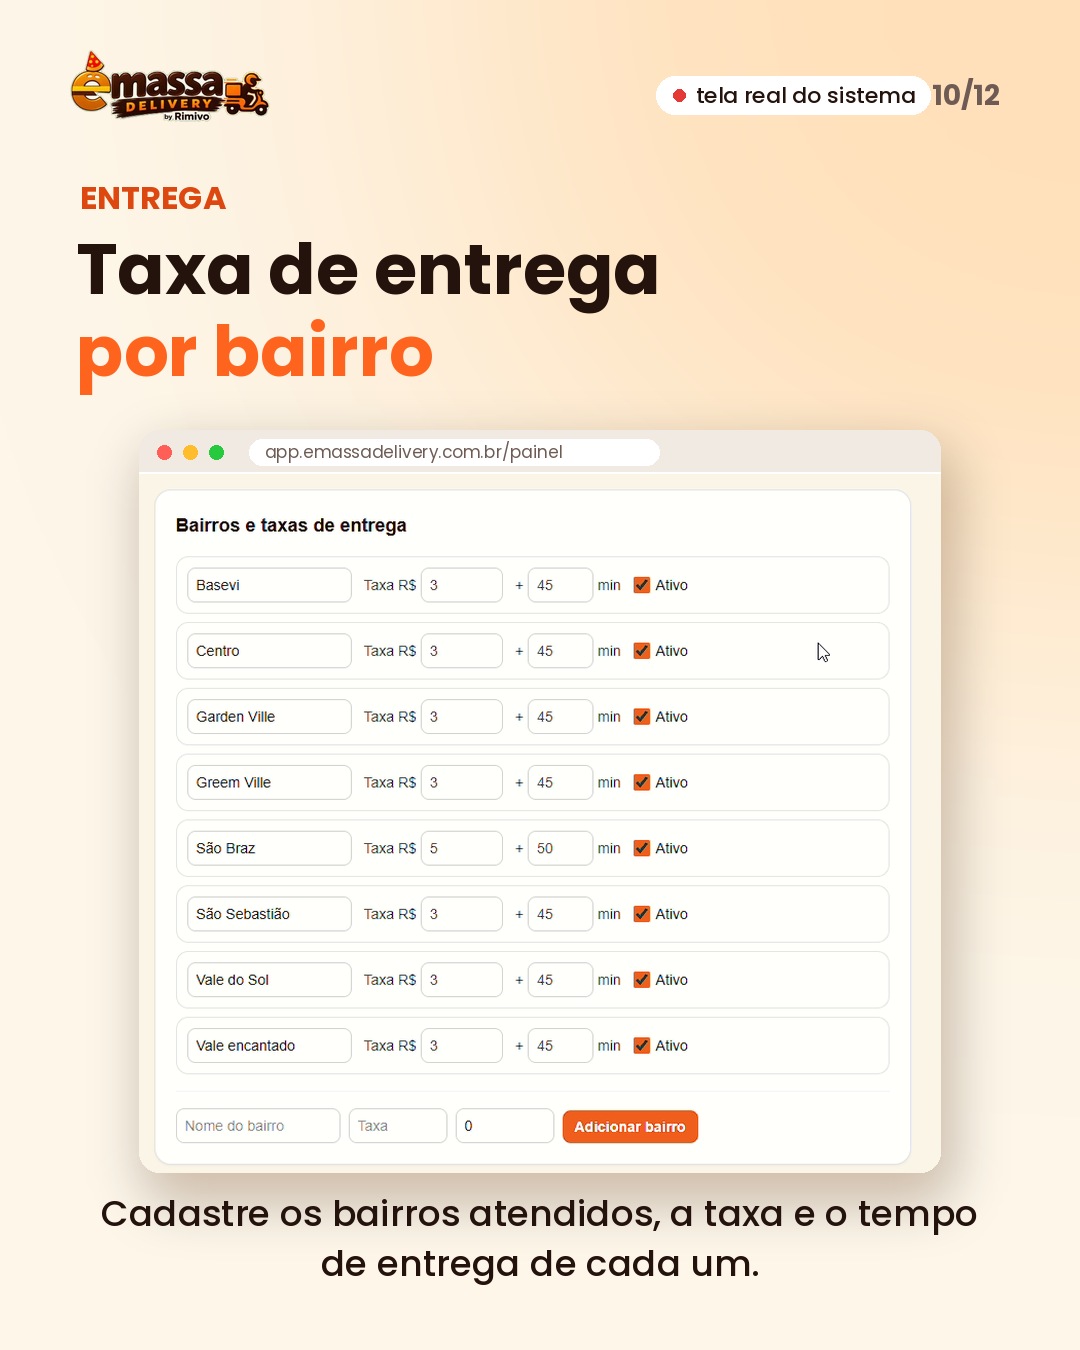 êmassa
DELIVERY
by Rimivo
tela real do sistema
10/12
ENTREGA
Taxa de entrega
por bairro
app.emassadelivery.com.br/painel
Bairros e taxas de entrega
Basevi Taxa R$ 3 + 45 min Ativo
Centro Taxa R$ 3 + 45 min Ativo
Garden Ville Taxa R$ 3 + 45 min Ativo
Greem Ville Taxa R$ 3 + 45 min Ativo
São Braz Taxa R$ 5 + 50 min Ativo
São Sebastião Taxa R$ 3 + 45 min Ativo
Vale do Sol Taxa R$ 3 + 45 min Ativo
Vale encantado Taxa R$ 3 + 45 min Ativo
Nome do bairro Taxa 0 Adicionar bairro
Cadastre os bairros atendidos, a taxa e o tempo
de entrega de cada um.